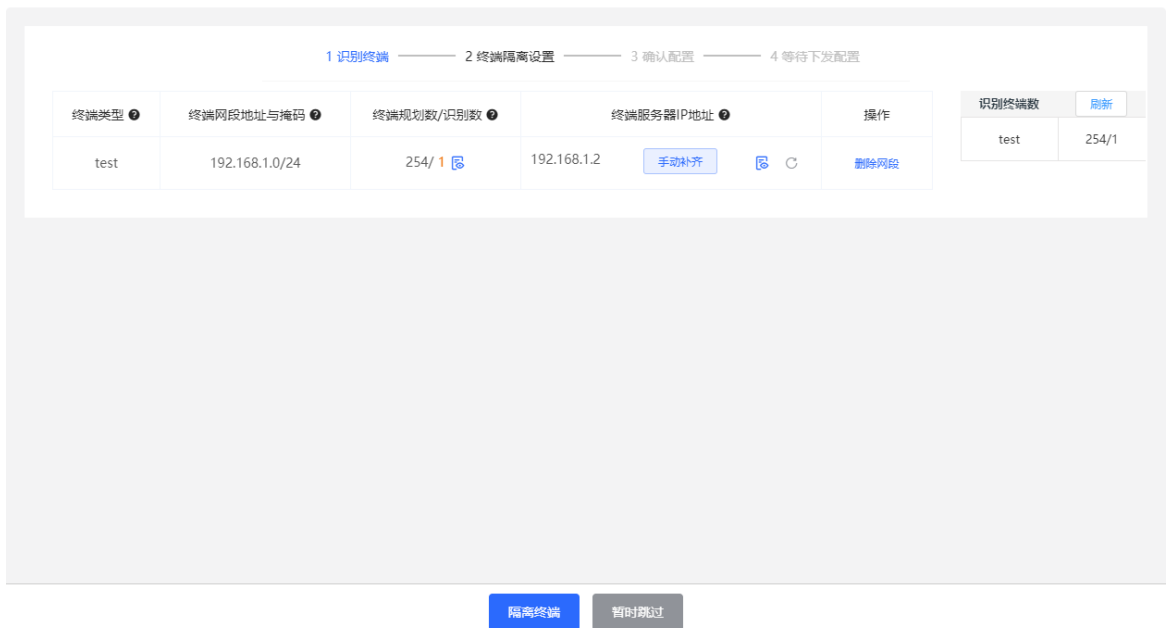 1 识别终端 2 终端隔离设置 3 确认配置 4 等待下发配置
终端类型 终端网段地址与掩码 终端规划数/识别数 终端服务器IP地址 操作
test 192.168.1.0/24 254/ 1 192.168.1.2 手动补齐 删除网段
识别终端数 刷新
test 254/1
隔离终端 暂时跳过